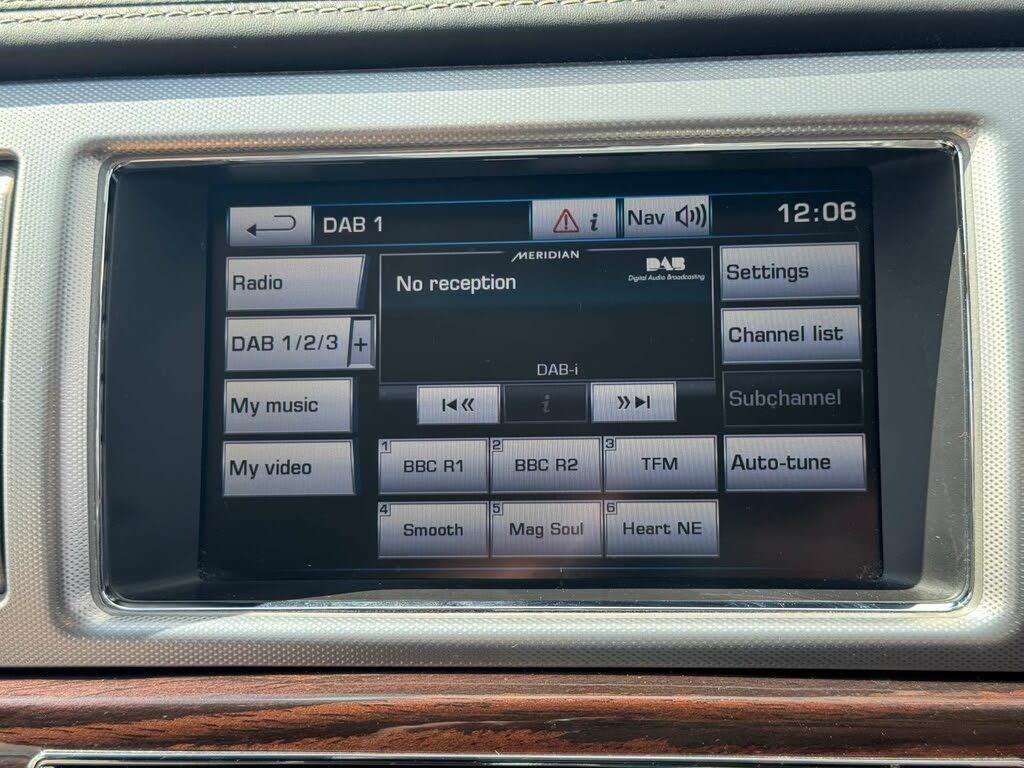 DAB 1
i
Nav
12:06
Radio
DAB 1/2/3 +
My music
My video
MERIDIAN
No reception
DAB
Digital Audio Broadcasting
DAB-i
i
1 BBC R1
2 BBC R2
3 TFM
4 Smooth
5 Mag Soul
6 Heart NE
Settings
Channel list
Subchannel
Auto-tune